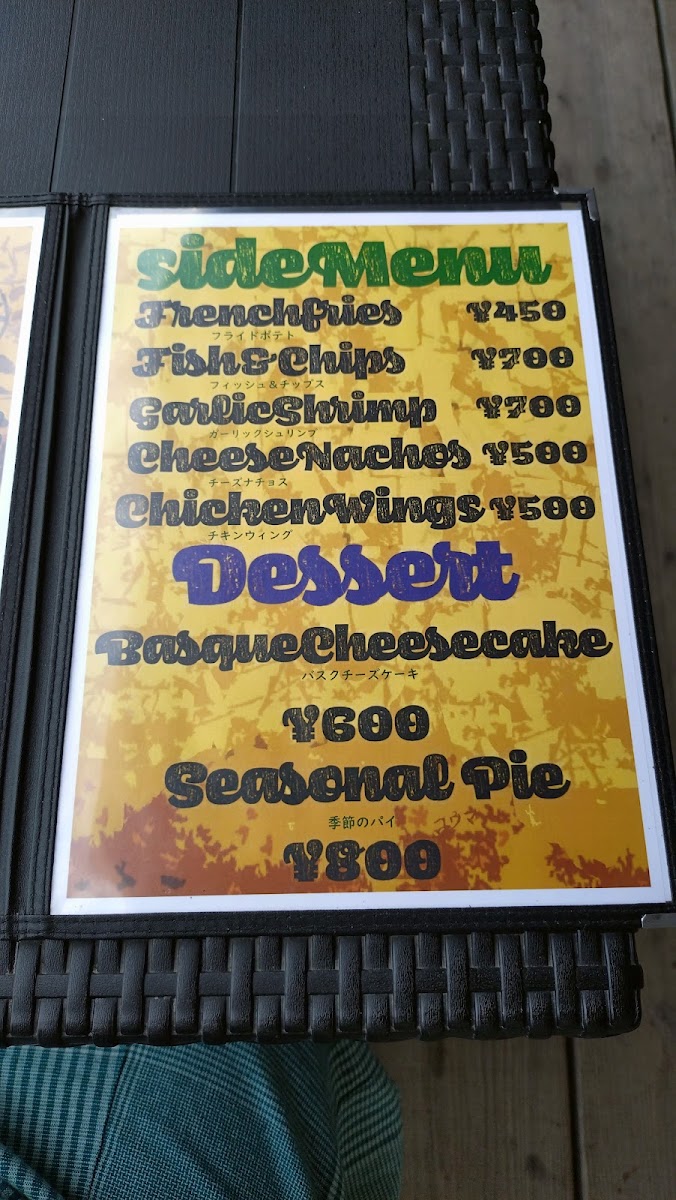 sideMenu
Frenchfries ¥450
フライドポテト
Fish&Chips ¥700
フィッシュ&チップス
GarlicShrimp ¥700
ガーリックシュリンプ
CheeseNachos ¥500
チーズナチョス
ChickenWings ¥500
チキンウィング
Dessert
BasqueCheesecake
バスクチーズケーキ
¥600
Seasonal Pie
季節のパイ
¥800